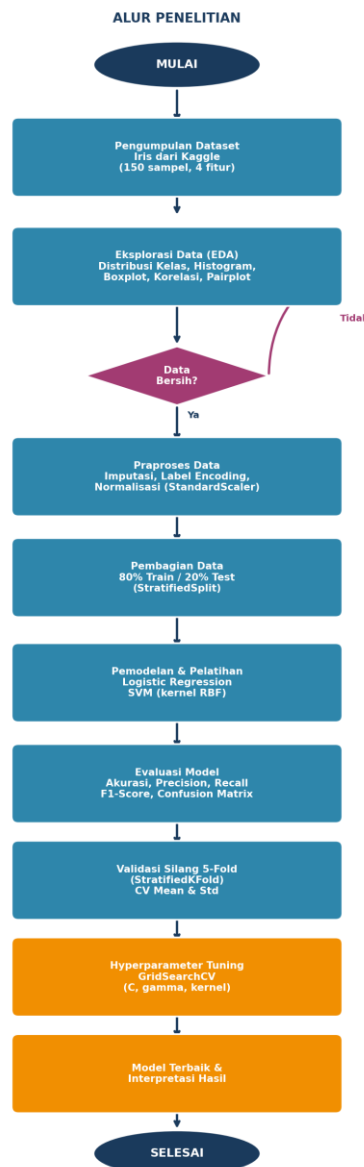 ALUR PENELITIAN
MULAI
Pengumpulan Dataset
Iris dari Kaggle
(150 sampel, 4 fitur)
Eksplorasi Data (EDA)
Distribusi Kelas, Histogram,
Boxplot, Korelasi, Pairplot
Tidak
Data
Bersih?
Ya
Praproses Data
Imputasi, Label Encoding,
Normalisasi (StandardScaler)
Pembagian Data
80% Train / 20% Test
(StratifiedSplit)
Pemodelan & Pelatihan
Logistic Regression
SVM (kernel RBF)
Evaluasi Model
Akurasi, Precision, Recall
F1-Score, Confusion Matrix
Validasi Silang 5-Fold
(StratifiedKFold)
CV Mean & Std
Hyperparameter Tuning
GridSearchCV
(C, gamma, kernel)
Model Terbaik &
Interpretasi Hasil
SELESAI